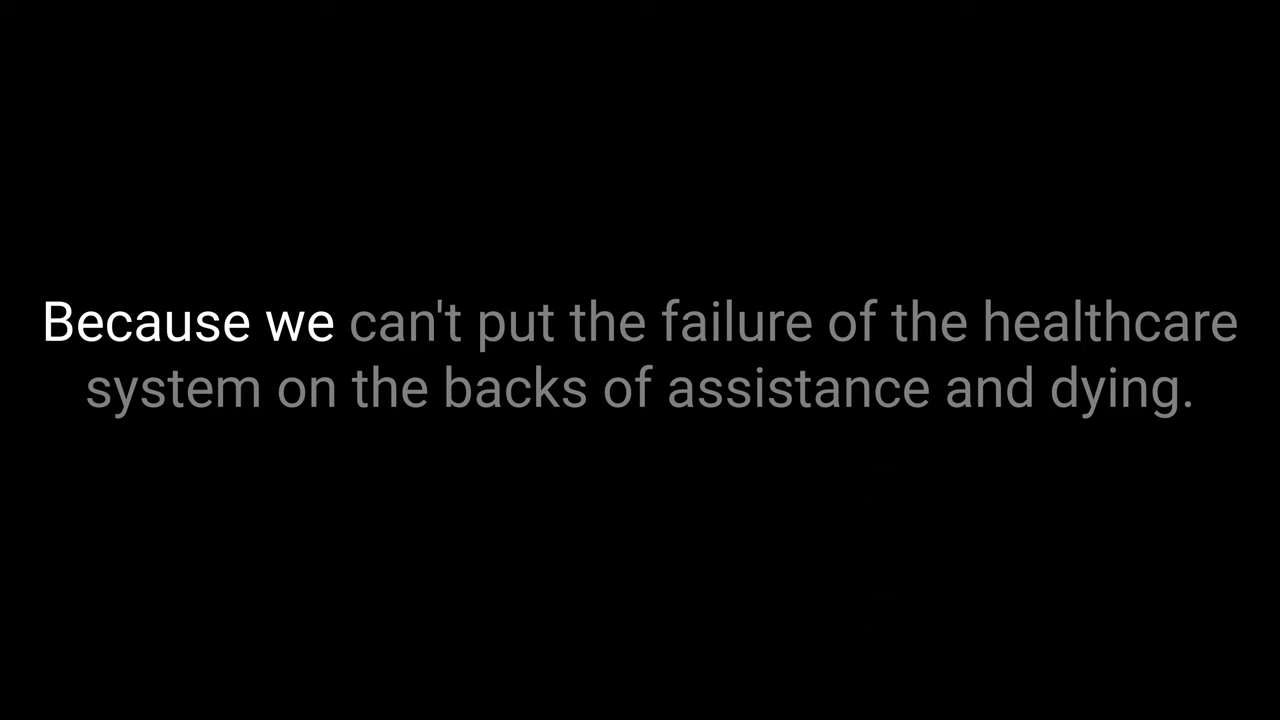 Because we can't put the failure of the healthcare
system on the backs of assistance and dying.